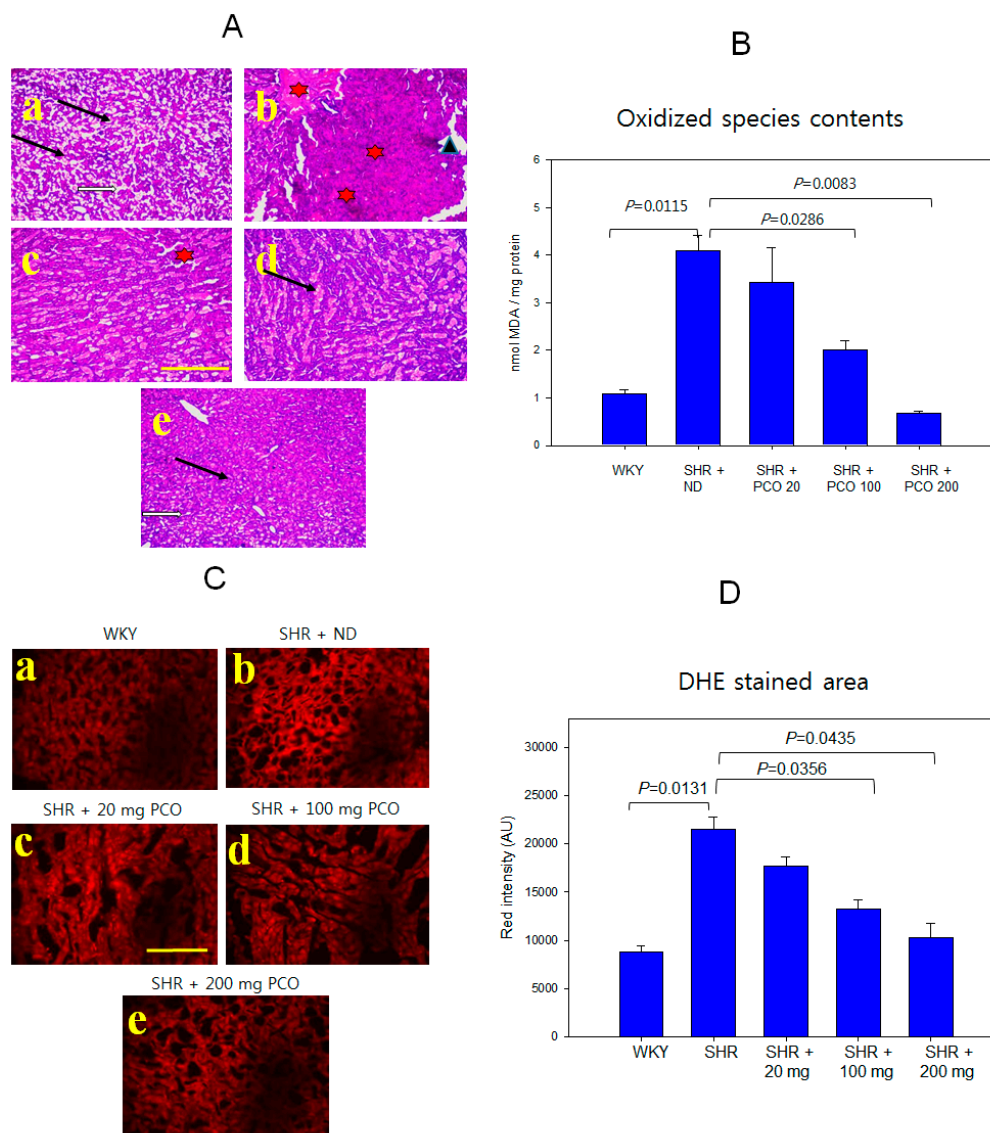 A
a
b
c
d
e
B
Oxidized species contents
P=0.0083
P=0.0115
P=0.0286
nmol MDA / mg protein
6
5
4
3
2
1
0
WKY
SHR +
ND
SHR +
PCO 20
SHR +
PCO 100
SHR +
PCO 200
C
WKY
SHR + ND
a
b
SHR + 20 mg PCO
SHR + 100 mg PCO
c
d
SHR + 200 mg PCO
e
D
DHE stained area
P=0.0435
P=0.0356
P=0.0131
Red intensity (AU)
30000
25000
20000
15000
10000
5000
0
WKY
SHR
SHR +
20 mg
SHR +
100 mg
SHR +
200 mg